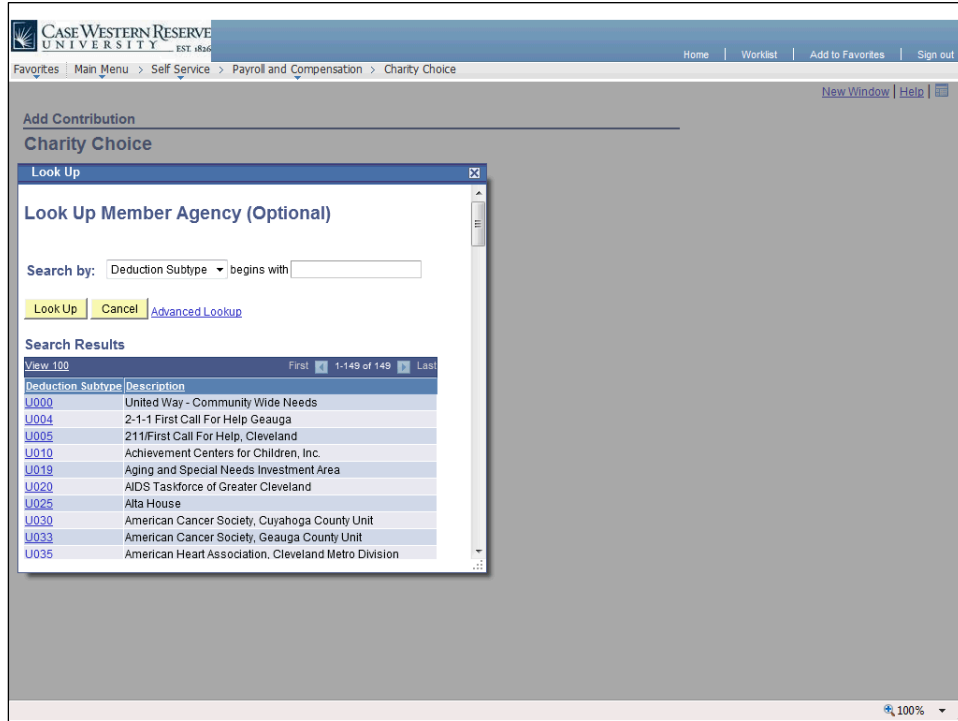 CASE WESTERN RESERVE
UNIVERSITY EST. 1826
Home | Worklist | Add to Favorites | Sign out
Favorites Main Menu > Self Service > Payroll and Compensation > Charity Choice
New Window | Help |
Add Contribution
Charity Choice
Look Up
Look Up Member Agency (Optional)
Search by: Deduction Subtype begins with
Look Up Cancel Advanced Lookup
Search Results
View 100 First 1-149 of 149 Last
Deduction Subtype Description
U000 United Way - Community Wide Needs
U004 2-1-1 First Call For Help Geauga
U005 211/First Call For Help, Cleveland
U010 Achievement Centers for Children, Inc.
U019 Aging and Special Needs Investment Area
U020 AIDS Taskforce of Greater Cleveland
U025 Alta House
U030 American Cancer Society, Cuyahoga County Unit
U033 American Cancer Society, Geauga County Unit
U035 American Heart Association, Cleveland Metro Division
100%